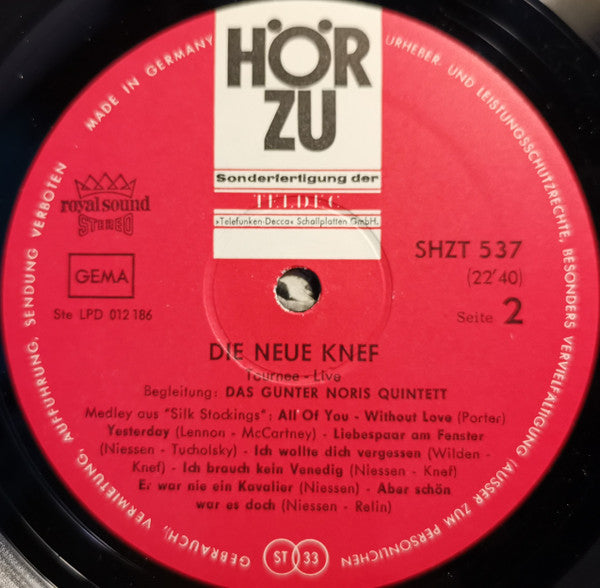 HÖR
ZU
Sonderfertigung der
TELDEC
»Telefunken-Decca« Schallplatten GmbH.
royal sound
STEREO
GEMA
Ste LPD 012 186
SHZT 537
(22'40)
Seite 2
DIE NEUE KNEF
Tournee - Live
Begleitung: DAS GUNTER NORIS QUINTETT
Medley aus "Silk Stockings": All Of You - Without Love (Porter)
Yesterday (Lennon - McCartney) - Liebespaar am Fenster
(Niessen - Tucholsky) - Ich wollte dich vergessen (Wilden -
Knef) - Ich brauch kein Venedig (Niessen - Knef)
Er war nie ein Kavalier (Niessen) - Aber schön
war es doch (Niessen - Relin)
ST 33
MADE IN GERMANY
URHEBER- UND LEISTUNGSSCHUTZRECHTE, BESONDERS VERVIELFÄLTIGUNG (AUSSER ZUM PERSÖNLICHEN
GEBRAUCH), VERMIETUNG, AUFFÜHRUNG, SENDUNG VERBOTEN